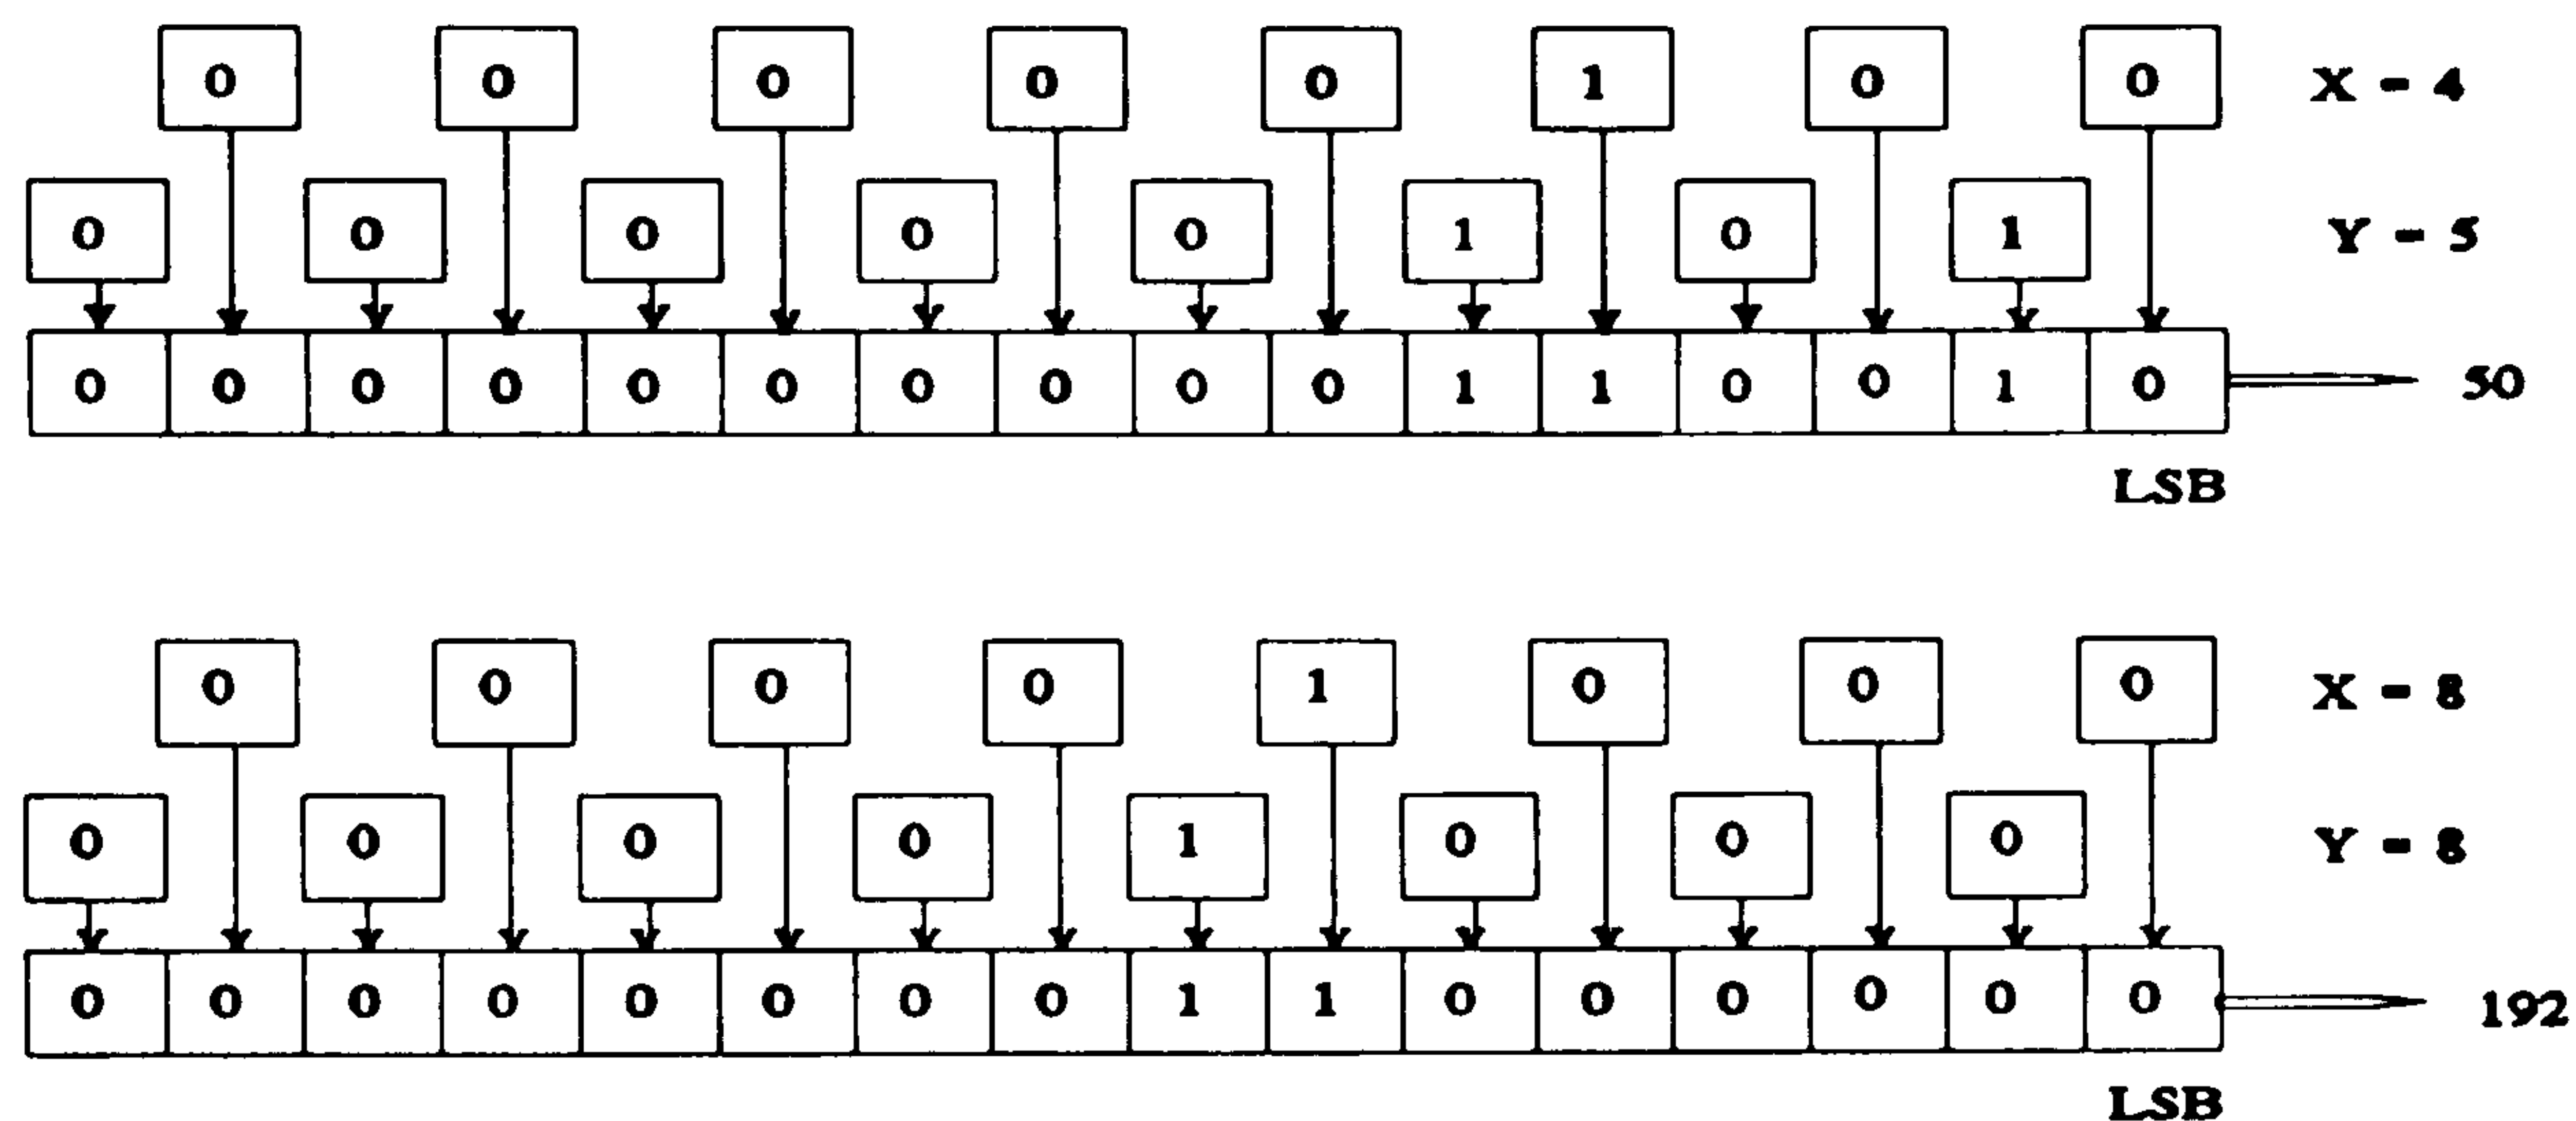 0 0 0 0 0 1 0 0 X = 4
0 0 0 0 0 1 0 1 Y = 5
0 0 0 0 0 0 0 0 0 0 1 1 0 0 1 0 50
LSB
0 0 0 0 1 0 0 0 X = 8
0 0 0 0 1 0 0 0 Y = 8
0 0 0 0 0 0 0 0 1 1 0 0 0 0 0 0 192
LSB